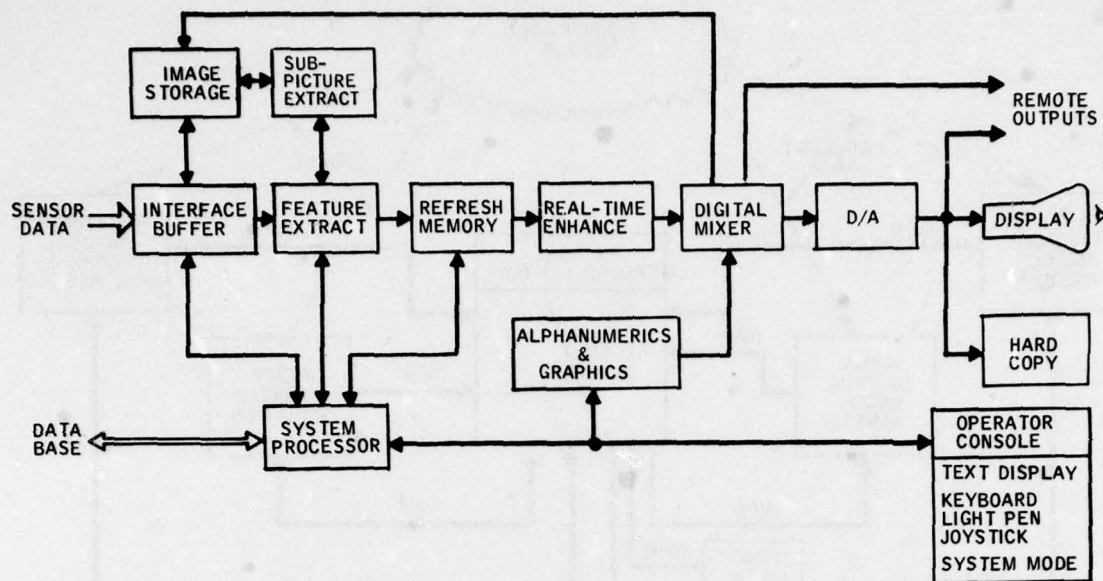 IMAGE
STORAGE
SUB-
PICTURE
EXTRACT
REMOTE
OUTPUTS
SENSOR
DATA
INTERFACE
BUFFER
FEATURE
EXTRACT
REFRESH
MEMORY
REAL-TIME
ENHANCE
DIGITAL
MIXER
D/A
DISPLAY
ALPHANUMERICS
&
GRAPHICS
HARD
COPY
DATA
BASE
SYSTEM
PROCESSOR
OPERATOR
CONSOLE
TEXT DISPLAY
KEYBOARD
LIGHT PEN
JOYSTICK
SYSTEM MODE